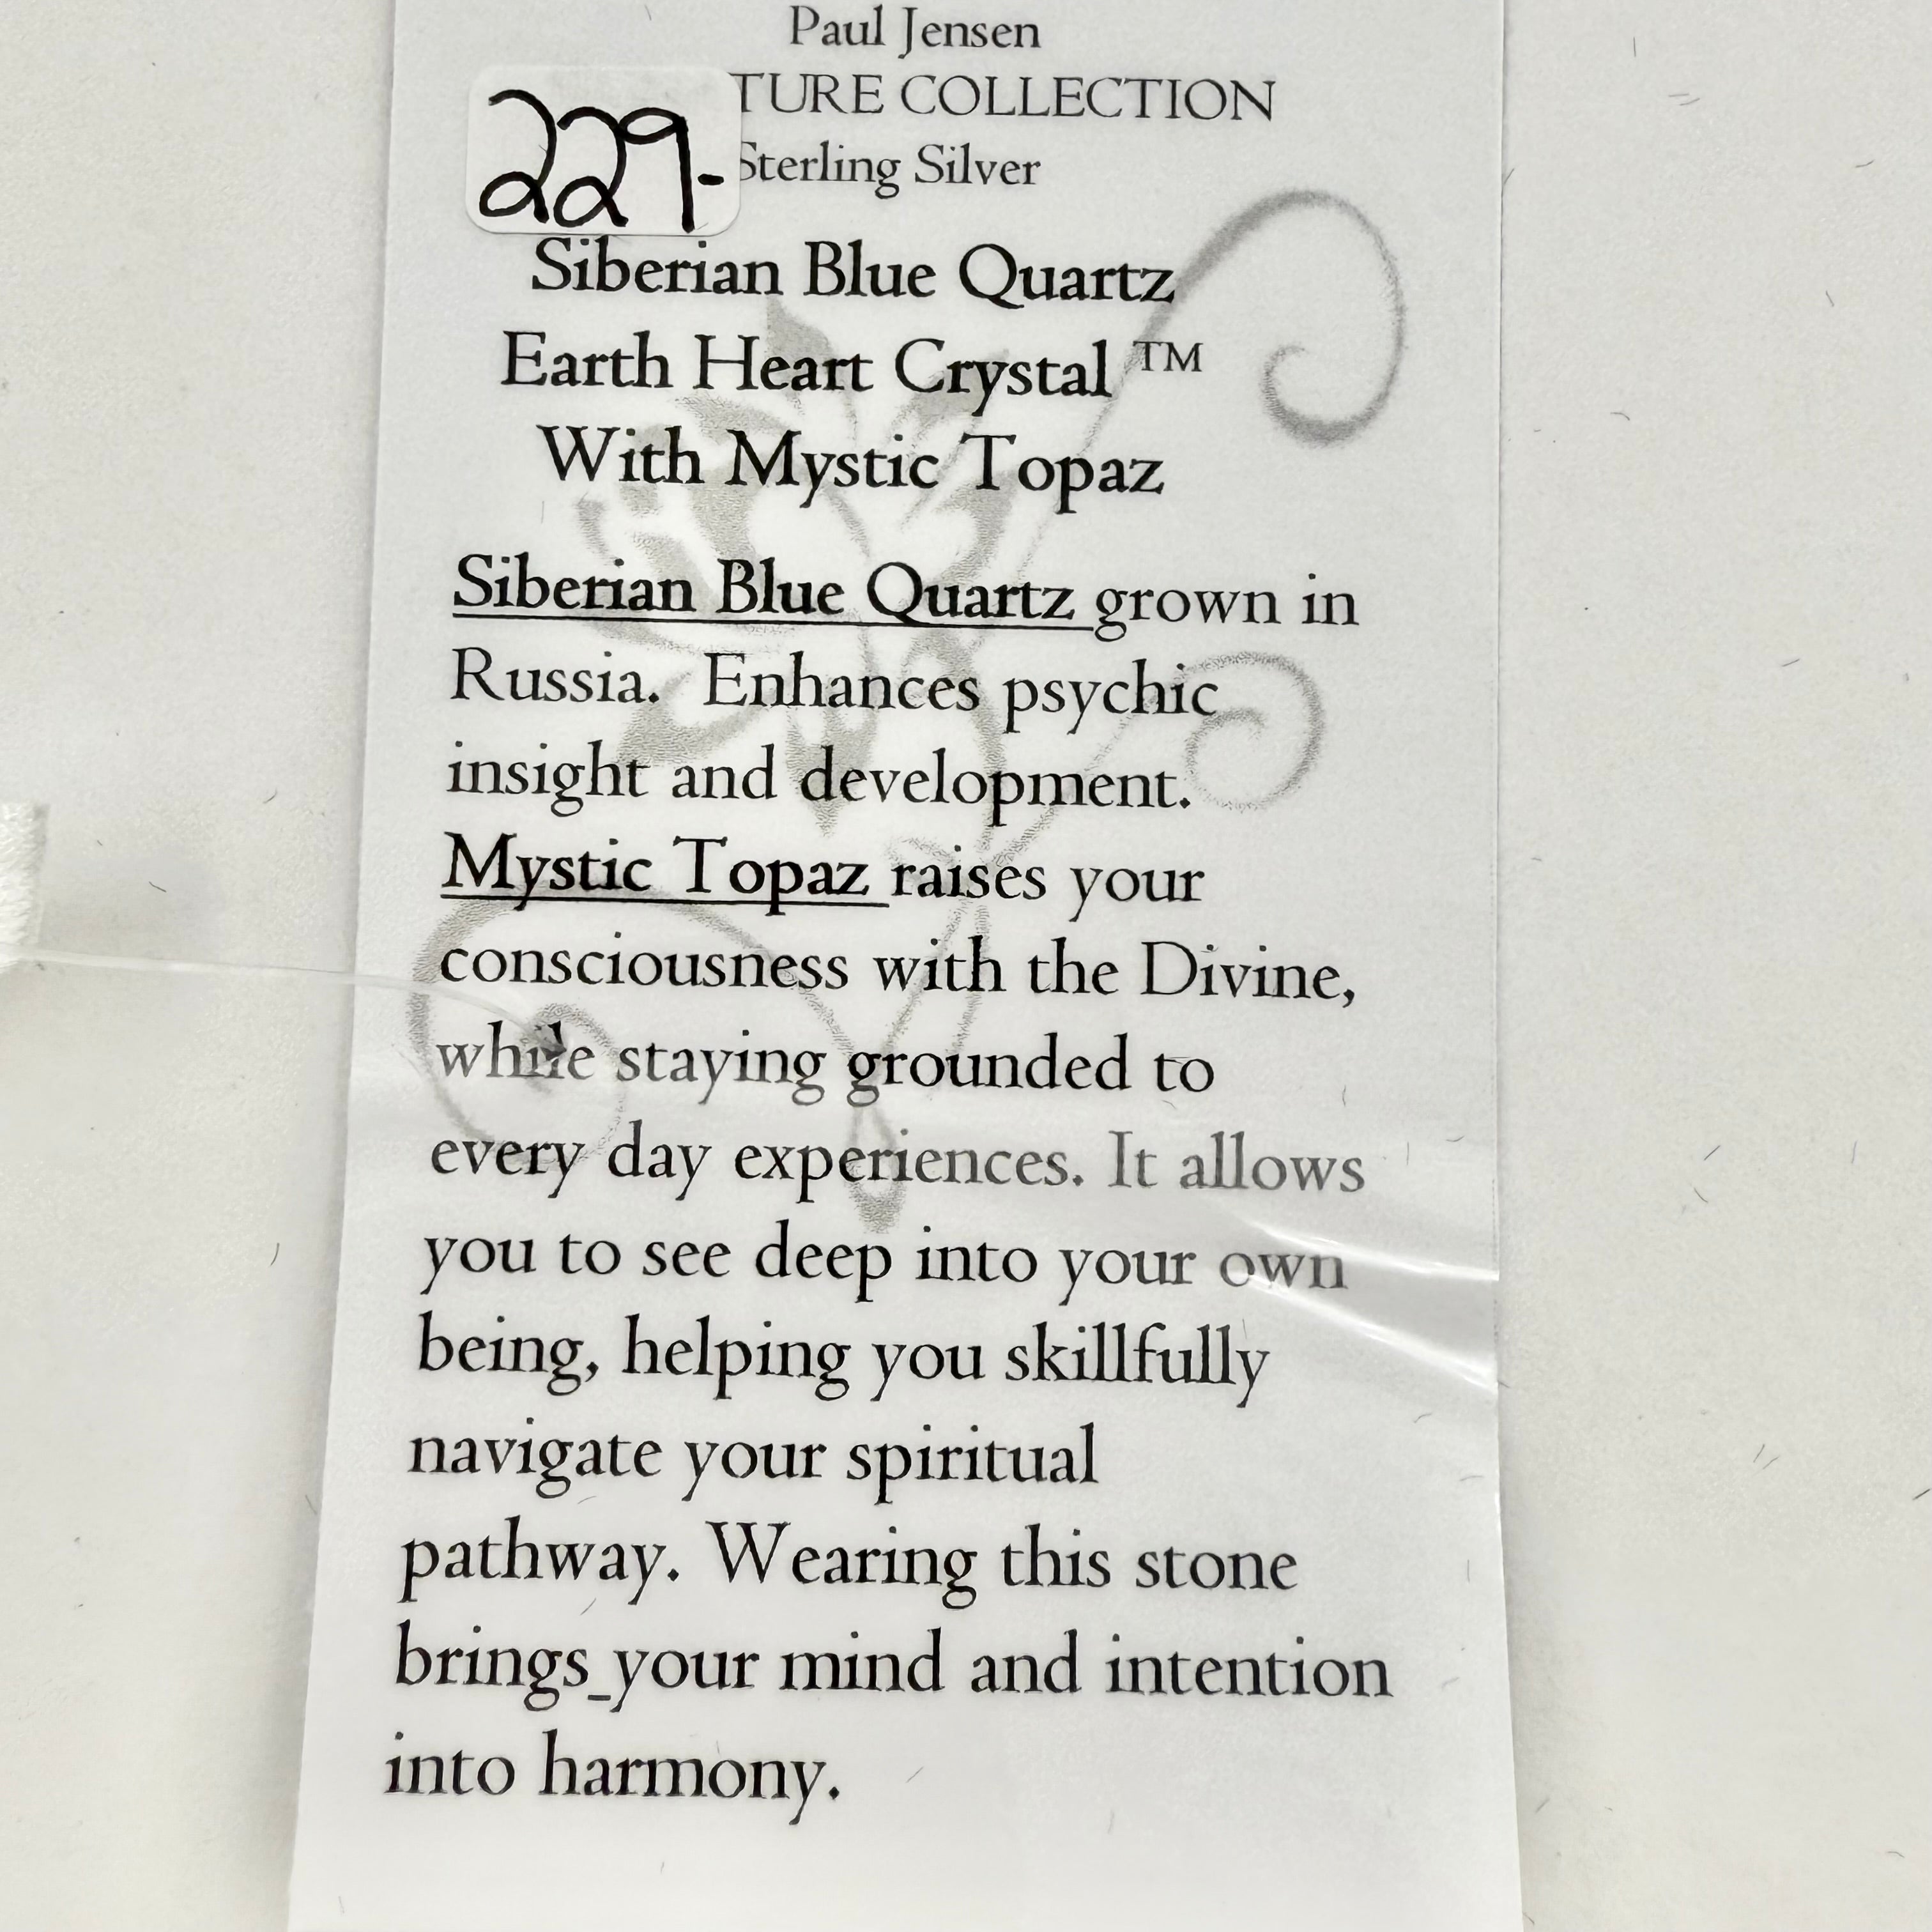 Paul Jensen
TURE COLLECTION
229-
Sterling Silver
Siberian Blue Quartz
Earth Heart Crystal ™
With Mystic Topaz
Siberian Blue Quartz grown in
Russia. Enhances psychic
insight and development.
Mystic Topaz raises your
consciousness with the Divine,
while staying grounded to
every day experiences. It allows
you to see deep into your own
being, helping you skillfully
navigate your spiritual
pathway. Wearing this stone
brings_your mind and intention
into harmony.